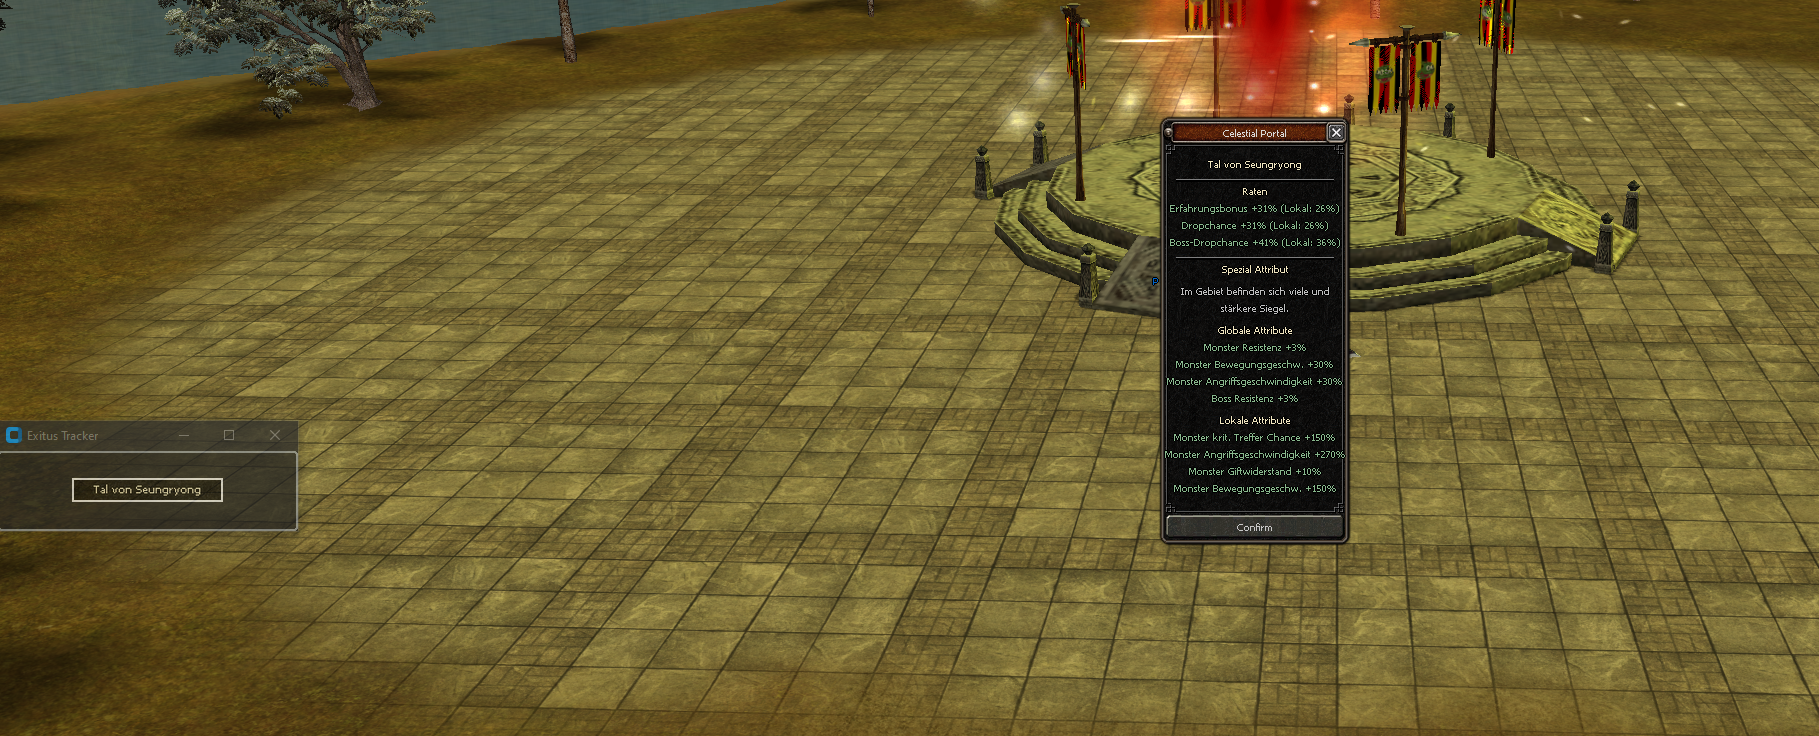 Celestial Portal
Tal von Seungryong
Raten
Erfahrungsbonus +31% (Lokal: 26%)
Dropchance +31% (Lokal: 26%)
Boss-Dropchance +41% (Lokal: 36%)
Spezial Attribut
Im Gebiet befinden sich viele und
stärkere Siegel.
Globale Attribute
Monster Resistenz +3%
Monster Bewegungsgeschw. +30%
Monster Angriffsgeschwindigkeit +30%
Boss Resistenz +3%
Lokale Attribute
Monster krit. Treffer Chance +150%
Monster Angriffsgeschwindigkeit +270%
Monster Giftwiderstand +10%
Monster Bewegungsgeschw. +150%
Confirm
Exitus Tracker
Tal von Seungryong